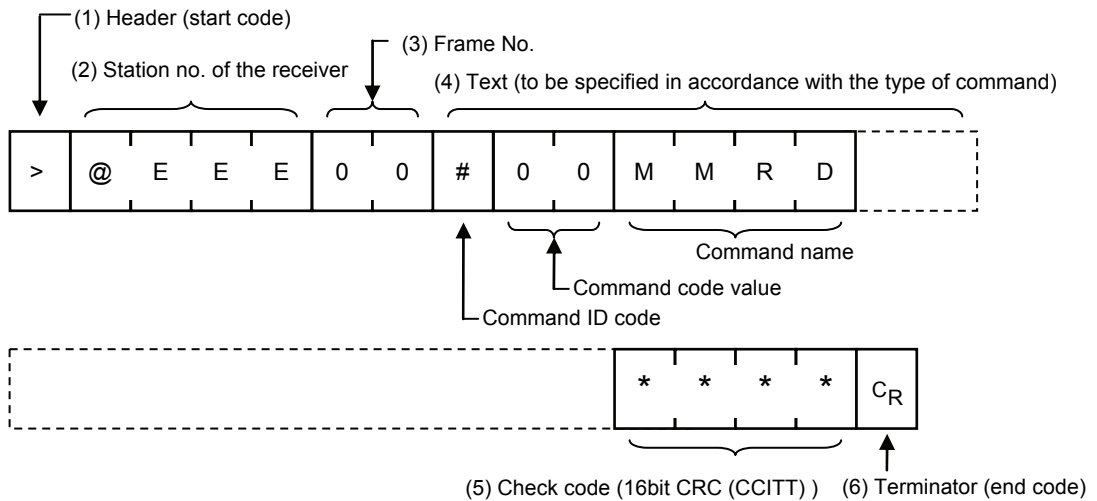 (1) Header (start code)
(3) Frame No.
(2) Station no. of the receiver
(4) Text (to be specified in accordance with the type of command)
> @ E E E 0 0 # 0 0 M M R D
Command name
Command code value
Command ID code
* * * * CR
(5) Check code (16bit CRC (CCITT) )
(6) Terminator (end code)